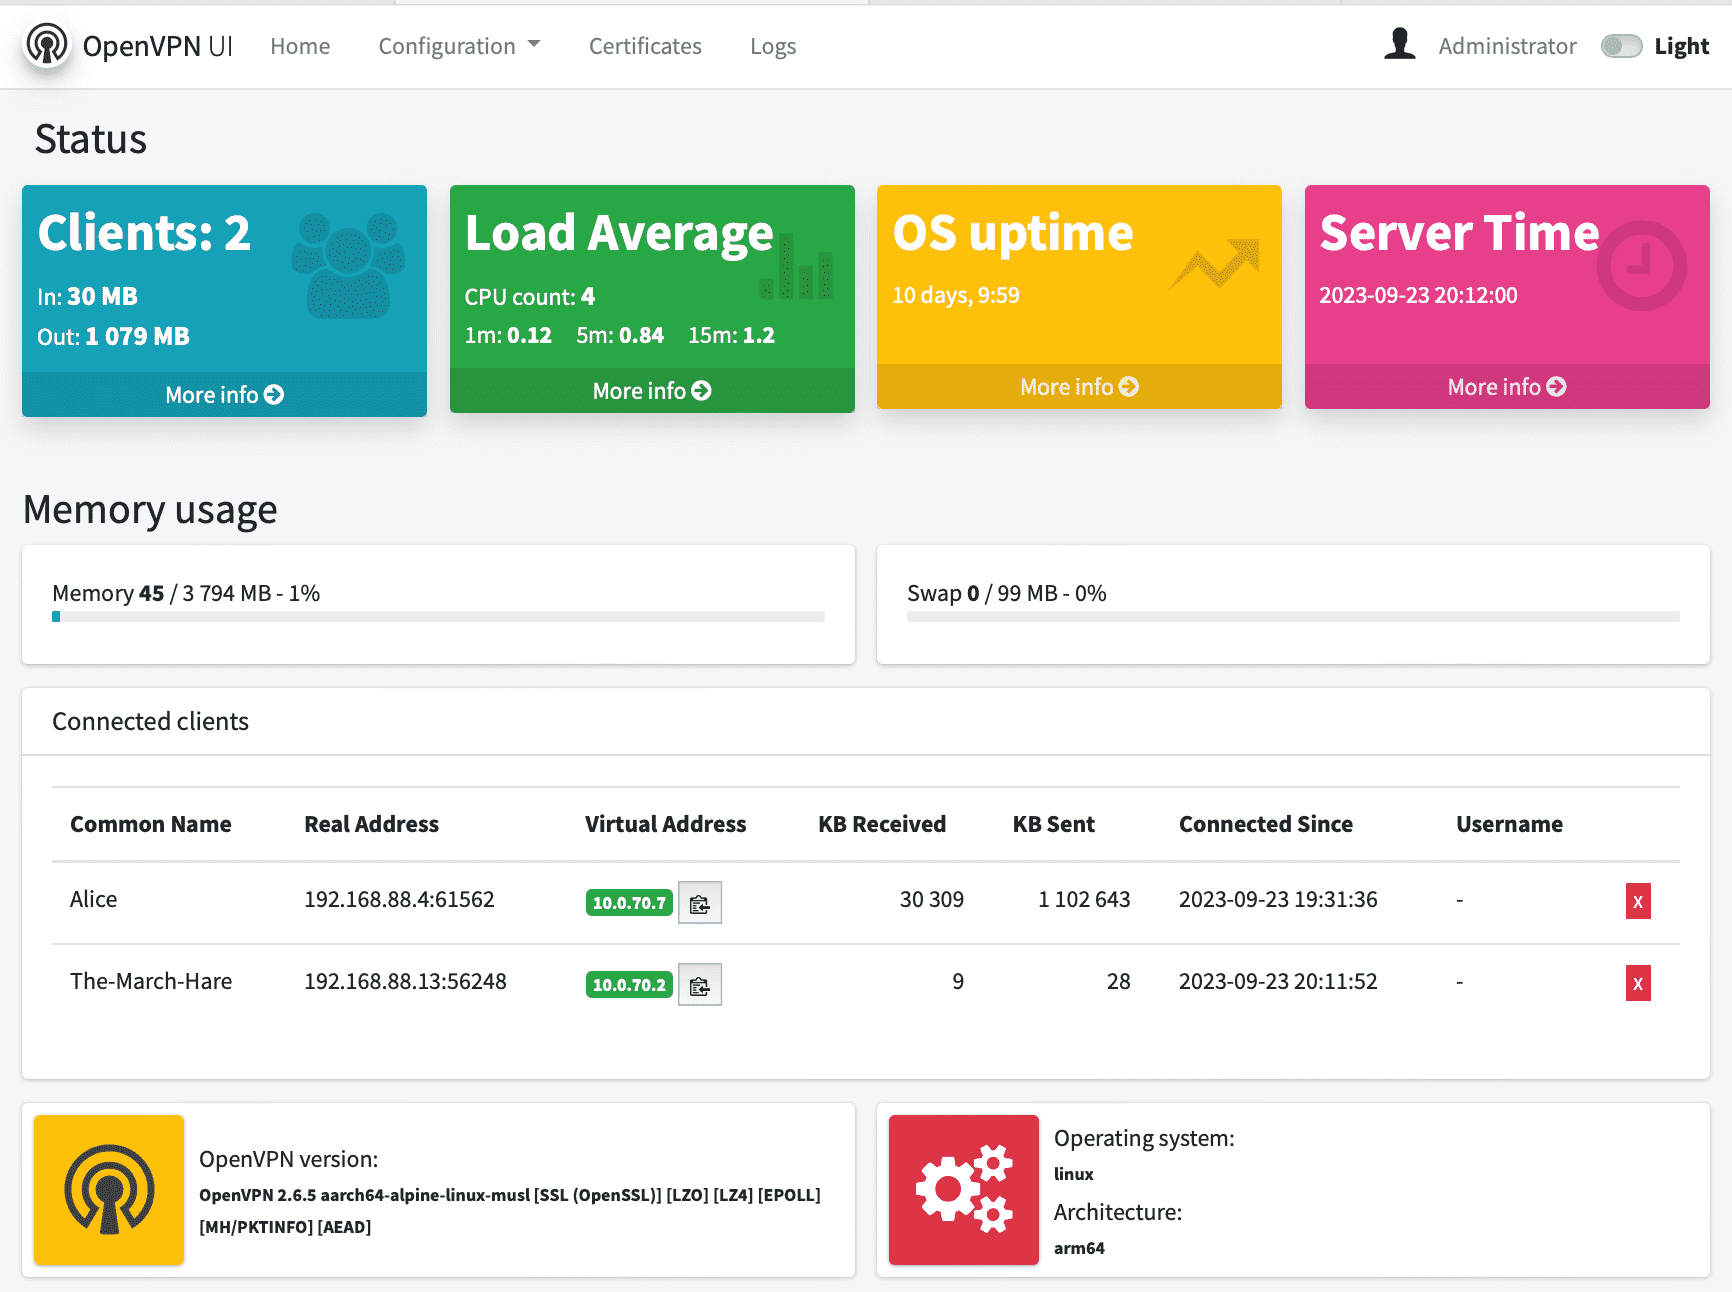 OpenVPN UI Home Configuration Certificates Logs Administrator Light
Status
Clients: 2
In: 30 MB
Out: 1 079 MB
More info
Load Average
CPU count: 4
1m: 0.12 5m: 0.84 15m: 1.2
More info
OS uptime
10 days, 9:59
More info
Server Time
2023-09-23 20:12:00
More info
Memory usage
Memory 45 / 3 794 MB - 1%
Swap 0 / 99 MB - 0%
Connected clients
Common Name Real Address Virtual Address KB Received KB Sent Connected Since Username
Alice 192.168.88.4:61562 10.0.70.7 30 309 1 102 643 2023-09-23 19:31:36 - X
The-March-Hare 192.168.88.13:56248 10.0.70.2 9 28 2023-09-23 20:11:52 - X
OpenVPN version:
OpenVPN 2.6.5 aarch64-alpine-linux-musl [SSL (OpenSSL)] [LZO] [LZ4] [EPOLL]
[MH/PKTINFO] [AEAD]
Operating system:
linux
Architecture:
arm64